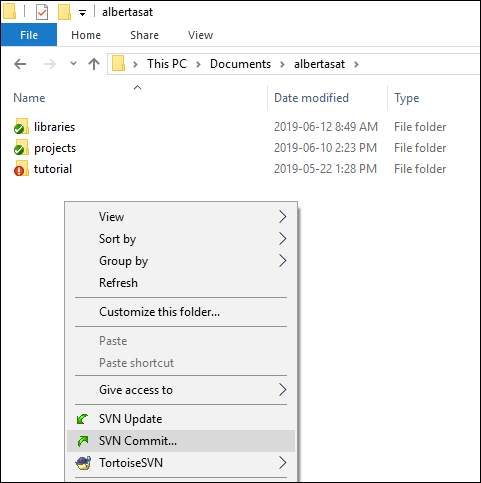 albertasat
File Home Share View
This PC Documents albertasat
Name Date modified Type
libraries 2019-06-12 8:49 AM File folder
projects 2019-06-10 2:23 PM File folder
tutorial 2019-05-22 1:28 PM File folder
View
Sort by
Group by
Refresh
Customize this folder...
Paste
Paste shortcut
Give access to
SVN Update
SVN Commit...
TortoiseSVN